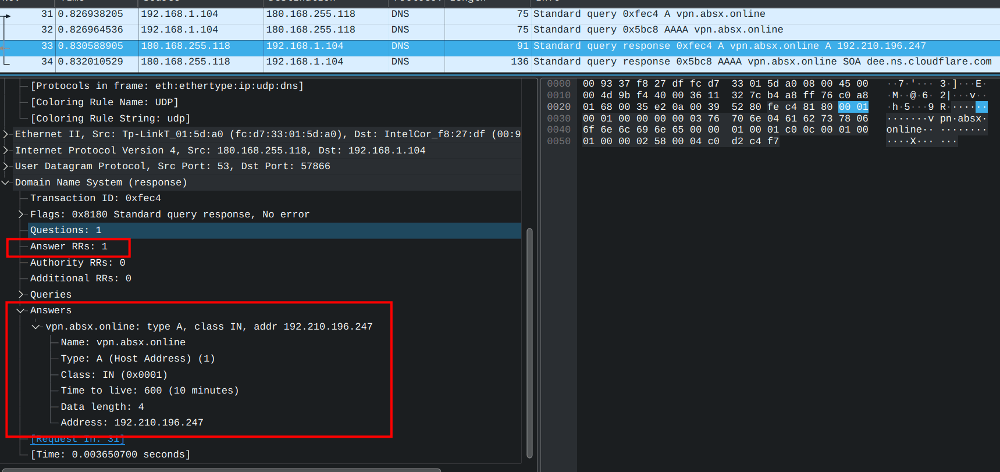 31 0.826938205 192.168.1.104 180.168.255.118 DNS 75 Standard query 0xfec4 A vpn.absx.online
32 0.826964536 192.168.1.104 180.168.255.118 DNS 75 Standard query 0x5bc8 AAAA vpn.absx.online
33 0.830588905 180.168.255.118 192.168.1.104 DNS 91 Standard query response 0xfec4 A vpn.absx.online A 192.210.196.247
34 0.832010529 180.168.255.118 192.168.1.104 DNS 136 Standard query response 0x5bc8 AAAA vpn.absx.online SOA dee.ns.cloudflare.com
[Protocols in frame: eth:ethertype:ip:udp:dns]
[Coloring Rule Name: UDP]
[Coloring Rule String: udp]
Ethernet II, Src: Tp-LinkT_01:5d:a0 (fc:d7:33:01:5d:a0), Dst: IntelCor_f8:27:df (00:9
Internet Protocol Version 4, Src: 180.168.255.118, Dst: 192.168.1.104
User Datagram Protocol, Src Port: 53, Dst Port: 57866
Domain Name System (response)
Transaction ID: 0xfec4
Flags: 0x8180 Standard query response, No error
Questions: 1
Answer RRs: 1
Authority RRs: 0
Additional RRs: 0
Queries
Answers
vpn.absx.online: type A, class IN, addr 192.210.196.247
Name: vpn.absx.online
Type: A (Host Address) (1)
Class: IN (0x0001)
Time to live: 600 (10 minutes)
Data length: 4
Address: 192.210.196.247
[Request In: 31]
[Time: 0.003650700 seconds]
0000 00 93 37 f8 27 df fc d7 33 01 5d a0 08 00 45 00 ··7·'··· 3·]···E·
0010 00 4d 9b f4 40 00 36 11 32 7c b4 a8 ff 76 c0 a8 ·M··@·6· 2|···v··
0020 01 68 00 35 e2 0a 00 39 52 80 fe c4 81 80 00 01 ·h·5···9 R·······
0030 00 01 00 00 00 00 03 76 70 6e 04 61 62 73 78 06 ·······v pn·absx·
0040 6f 6e 6c 69 6e 65 00 00 01 00 01 c0 0c 00 01 00 online·· ········
0050 01 00 00 02 58 00 04 c0 d2 c4 f7 ····X··· ···